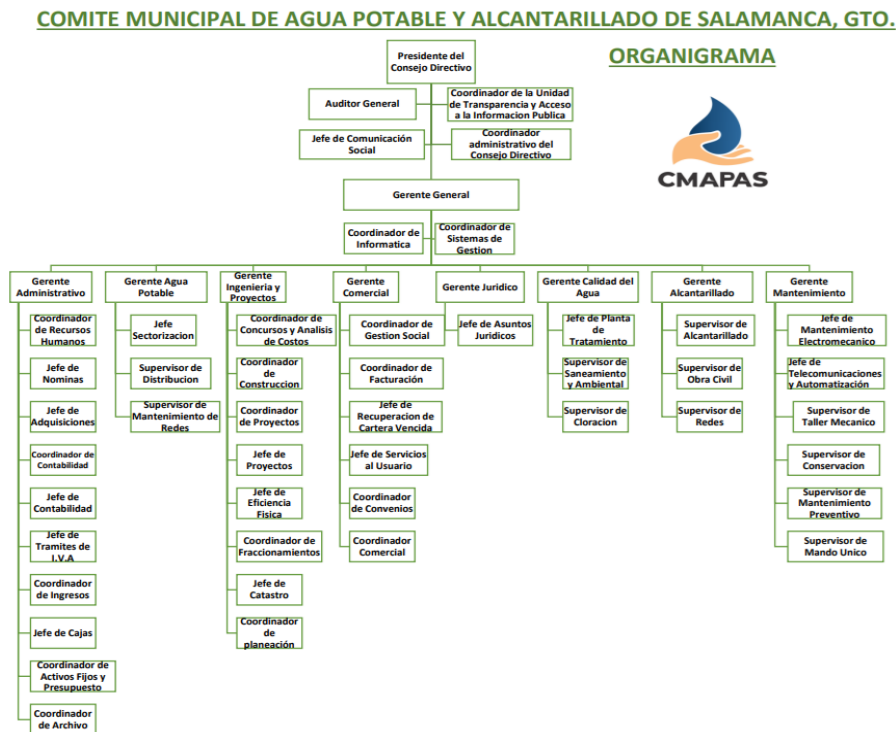 COMITE MUNICIPAL DE AGUA POTABLE Y ALCANTARILLADO DE SALAMANCA, GTO.
ORGANIGRAMA
CMAPAS
Presidente del
Consejo Directivo
Auditor General
Coordinador de la Unidad
de Transparencia y Acceso
a la Informacion Publica
Jefe de Comunicación
Social
Coordinador
administrativo del
Consejo Directivo
Gerente General
Coordinador de
Informatica
Coordinador de
Sistemas de
Gestion
Gerente
Administrativo
Coordinador
de Recursos
Humanos
Jefe de
Nominas
Jefe de
Adquisiciones
Coordinador de
Contabilidad
Jefe de
Contabilidad
Jefe de
Tramites de
I.V.A
Coordinador
de Ingresos
Jefe de Cajas
Coordinador de
Activos Fijos y
Presupuesto
Coordinador
de Archivo
Gerente Agua
Potable
Jefe
Sectorizacion
Supervisor de
Distribucion
Supervisor de
Mantenimiento de
Redes
Gerente
Ingenieria y
Proyectos
Coordinador de
Concursos y Analisis
de Costos
Coordinador
de
Construccion
Coordinador
de Proyectos
Jefe de
Proyectos
Jefe de
Eficiencia
Fisica
Coordinador de
Fraccionamientos
Jefe de
Catastro
Coordinador
de
planeación
Gerente
Comercial
Coordinador de
Gestion Social
Coordinador de
Facturación
Jefe de
Recuperacion de
Cartera Vencida
Jefe de Servicios
al Usuario
Coordinador
de Convenios
Coordinador
Comercial
Gerente Juridico
Jefe de Asuntos
Juridicos
Gerente Calidad del
Agua
Jefe de Planta
de
Tratamiento
Supervisor de
Saneamiento
y Ambiental
Supervisor de
Cloracion
Gerente
Alcantarillado
Supervisor de
Alcantarillado
Supervisor de
Obra Civil
Supervisor de
Redes
Gerente
Mantenimiento
Jefe de
Mantenimiento
Electromecanico
Jefe de
Telecomunicaciones
y Automatización
Supervisor de
Taller Mecanico
Supervisor de
Conservacion
Supervisor de
Mantenimiento
Preventivo
Supervisor de
Mando Unico